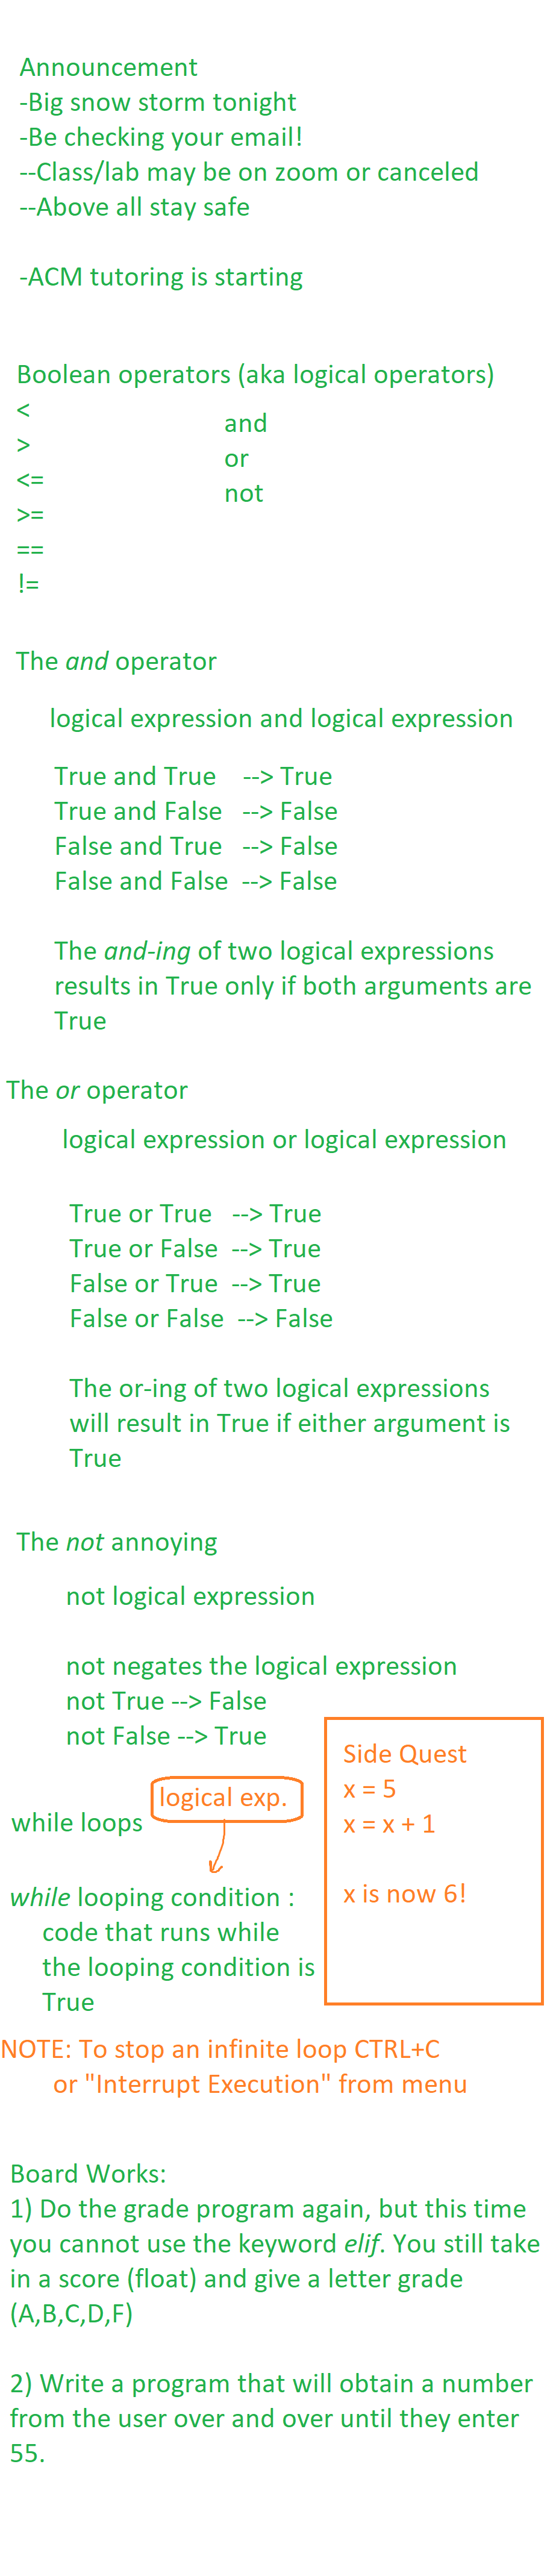 Announcement
-Big snow storm tonight
-Be checking your email!
--Class/lab may be on zoom or canceled
--Above all stay safe
-ACM tutoring is starting
Boolean operators (aka logical operators)
<
>
<=
>=
==
!=
and
or
not
The and operator
logical expression and logical expression
True and True --> True
True and False --> False
False and True --> False
False and False --> False
The and-ing of two logical expressions
results in True only if both arguments are
True
The or operator
logical expression or logical expression
True or True --> True
True or False --> True
False or True --> True
False or False --> False
The or-ing of two logical expressions
will result in True if either argument is
True
The not annoying
not logical expression
not negates the logical expression
not True --> False
not False --> True
Side Quest
x = 5
x = x + 1
x is now 6!
logical exp.
while loops
while looping condition :
code that runs while
the looping condition is
True
NOTE: To stop an infinite loop CTRL+C
or "Interrupt Execution" from menu
Board Works:
1) Do the grade program again, but this time
you cannot use the keyword elif. You still take
in a score (float) and give a letter grade
(A,B,C,D,F)
2) Write a program that will obtain a number
from the user over and over until they enter
55.